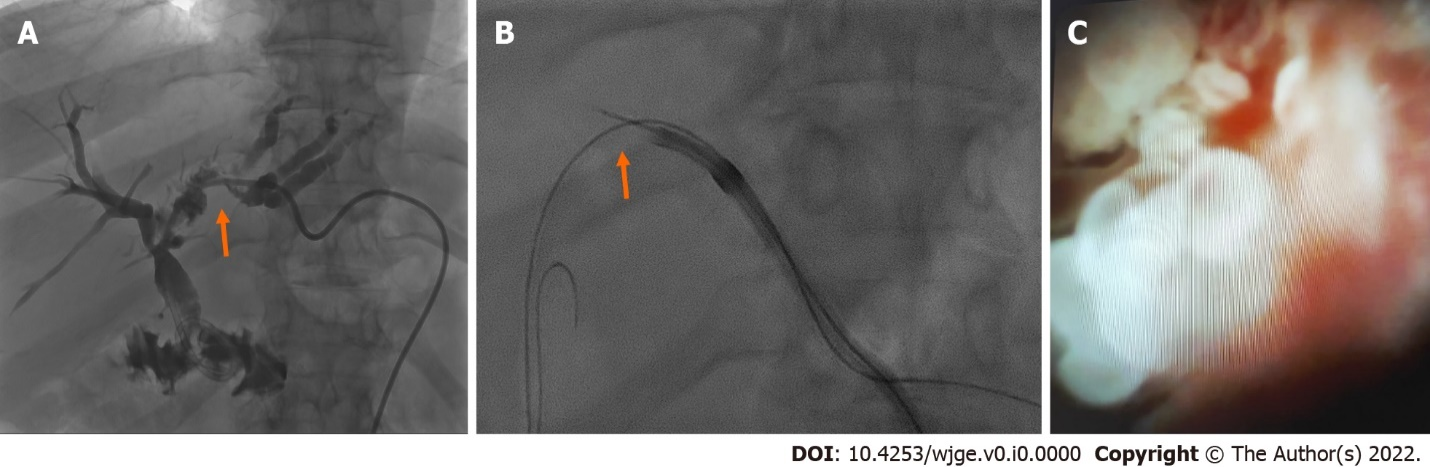 A
B
C
DOI: 10.4253/wjge.v0.i0.0000 Copyright © The Author(s) 2022.